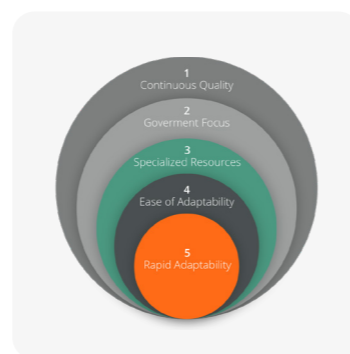 1
Continuous Quality
2
Goverment Focus
3
Specialized Resources
4
Ease of Adaptability
5
Rapid Adaptability